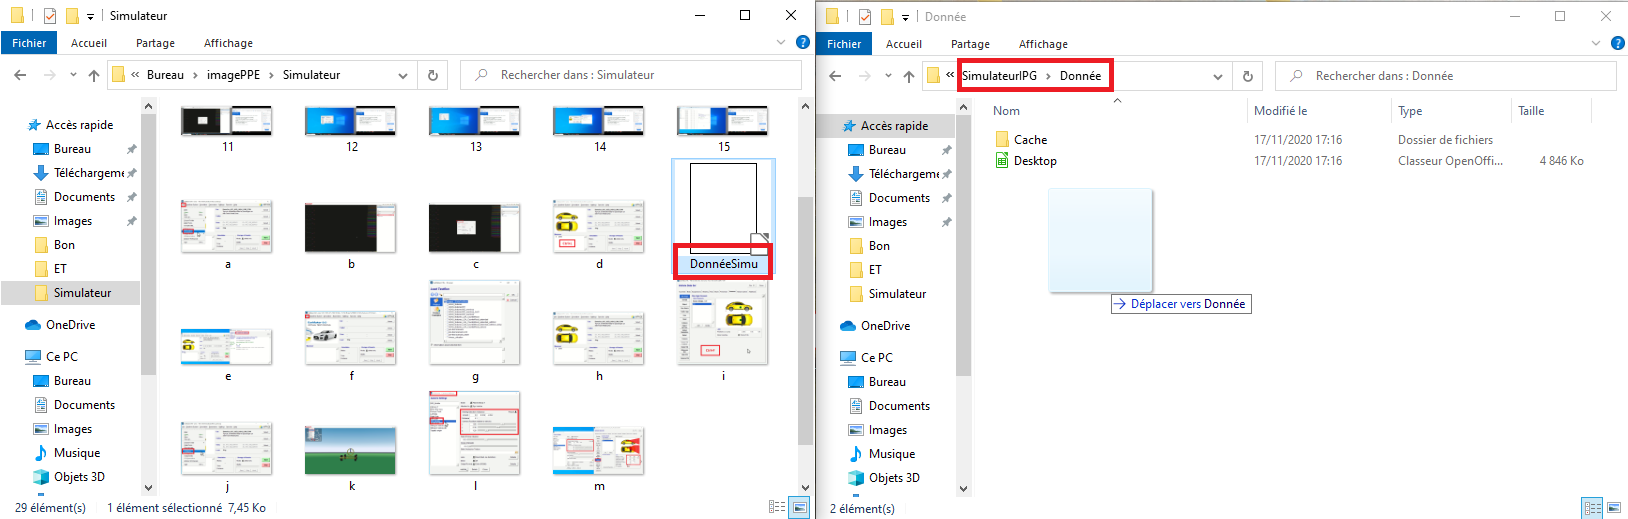 Simulateur
Fichier Accueil Partage Affichage
« Bureau › imagePPE › Simulateur
Rechercher dans : Simulateur
Accès rapide
Bureau
Téléchargeme
Documents
Images
Bon
ET
Simulateur
OneDrive
Ce PC
Bureau
Documents
Images
Musique
Objets 3D
11 12 13 14 15
a b c d DonnéeSimu
e f g h i
j k l m
29 élément(s) 1 élément sélectionné 7,45 Ko
Donnée
Fichier Accueil Partage Affichage
« SimulateurIPG › Donnée
Rechercher dans : Donnée
Accès rapide
Bureau
Téléchargeme
Documents
Images
Bon
ET
Simulateur
OneDrive
Ce PC
Bureau
Documents
Images
Musique
Objets 3D
Nom Modifié le Type Taille
Cache 17/11/2020 17:16 Dossier de fichiers
Desktop 17/11/2020 17:16 Classeur OpenOffi... 4 846 Ko
Déplacer vers Donnée
2 élément(s)